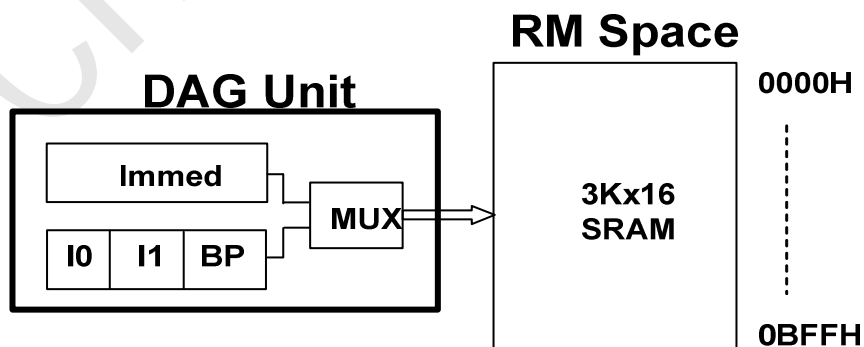 RM Space
DAG Unit
0000H
Immed
MUX
3Kx16
SRAM
I0 I1 BP
0BFFH